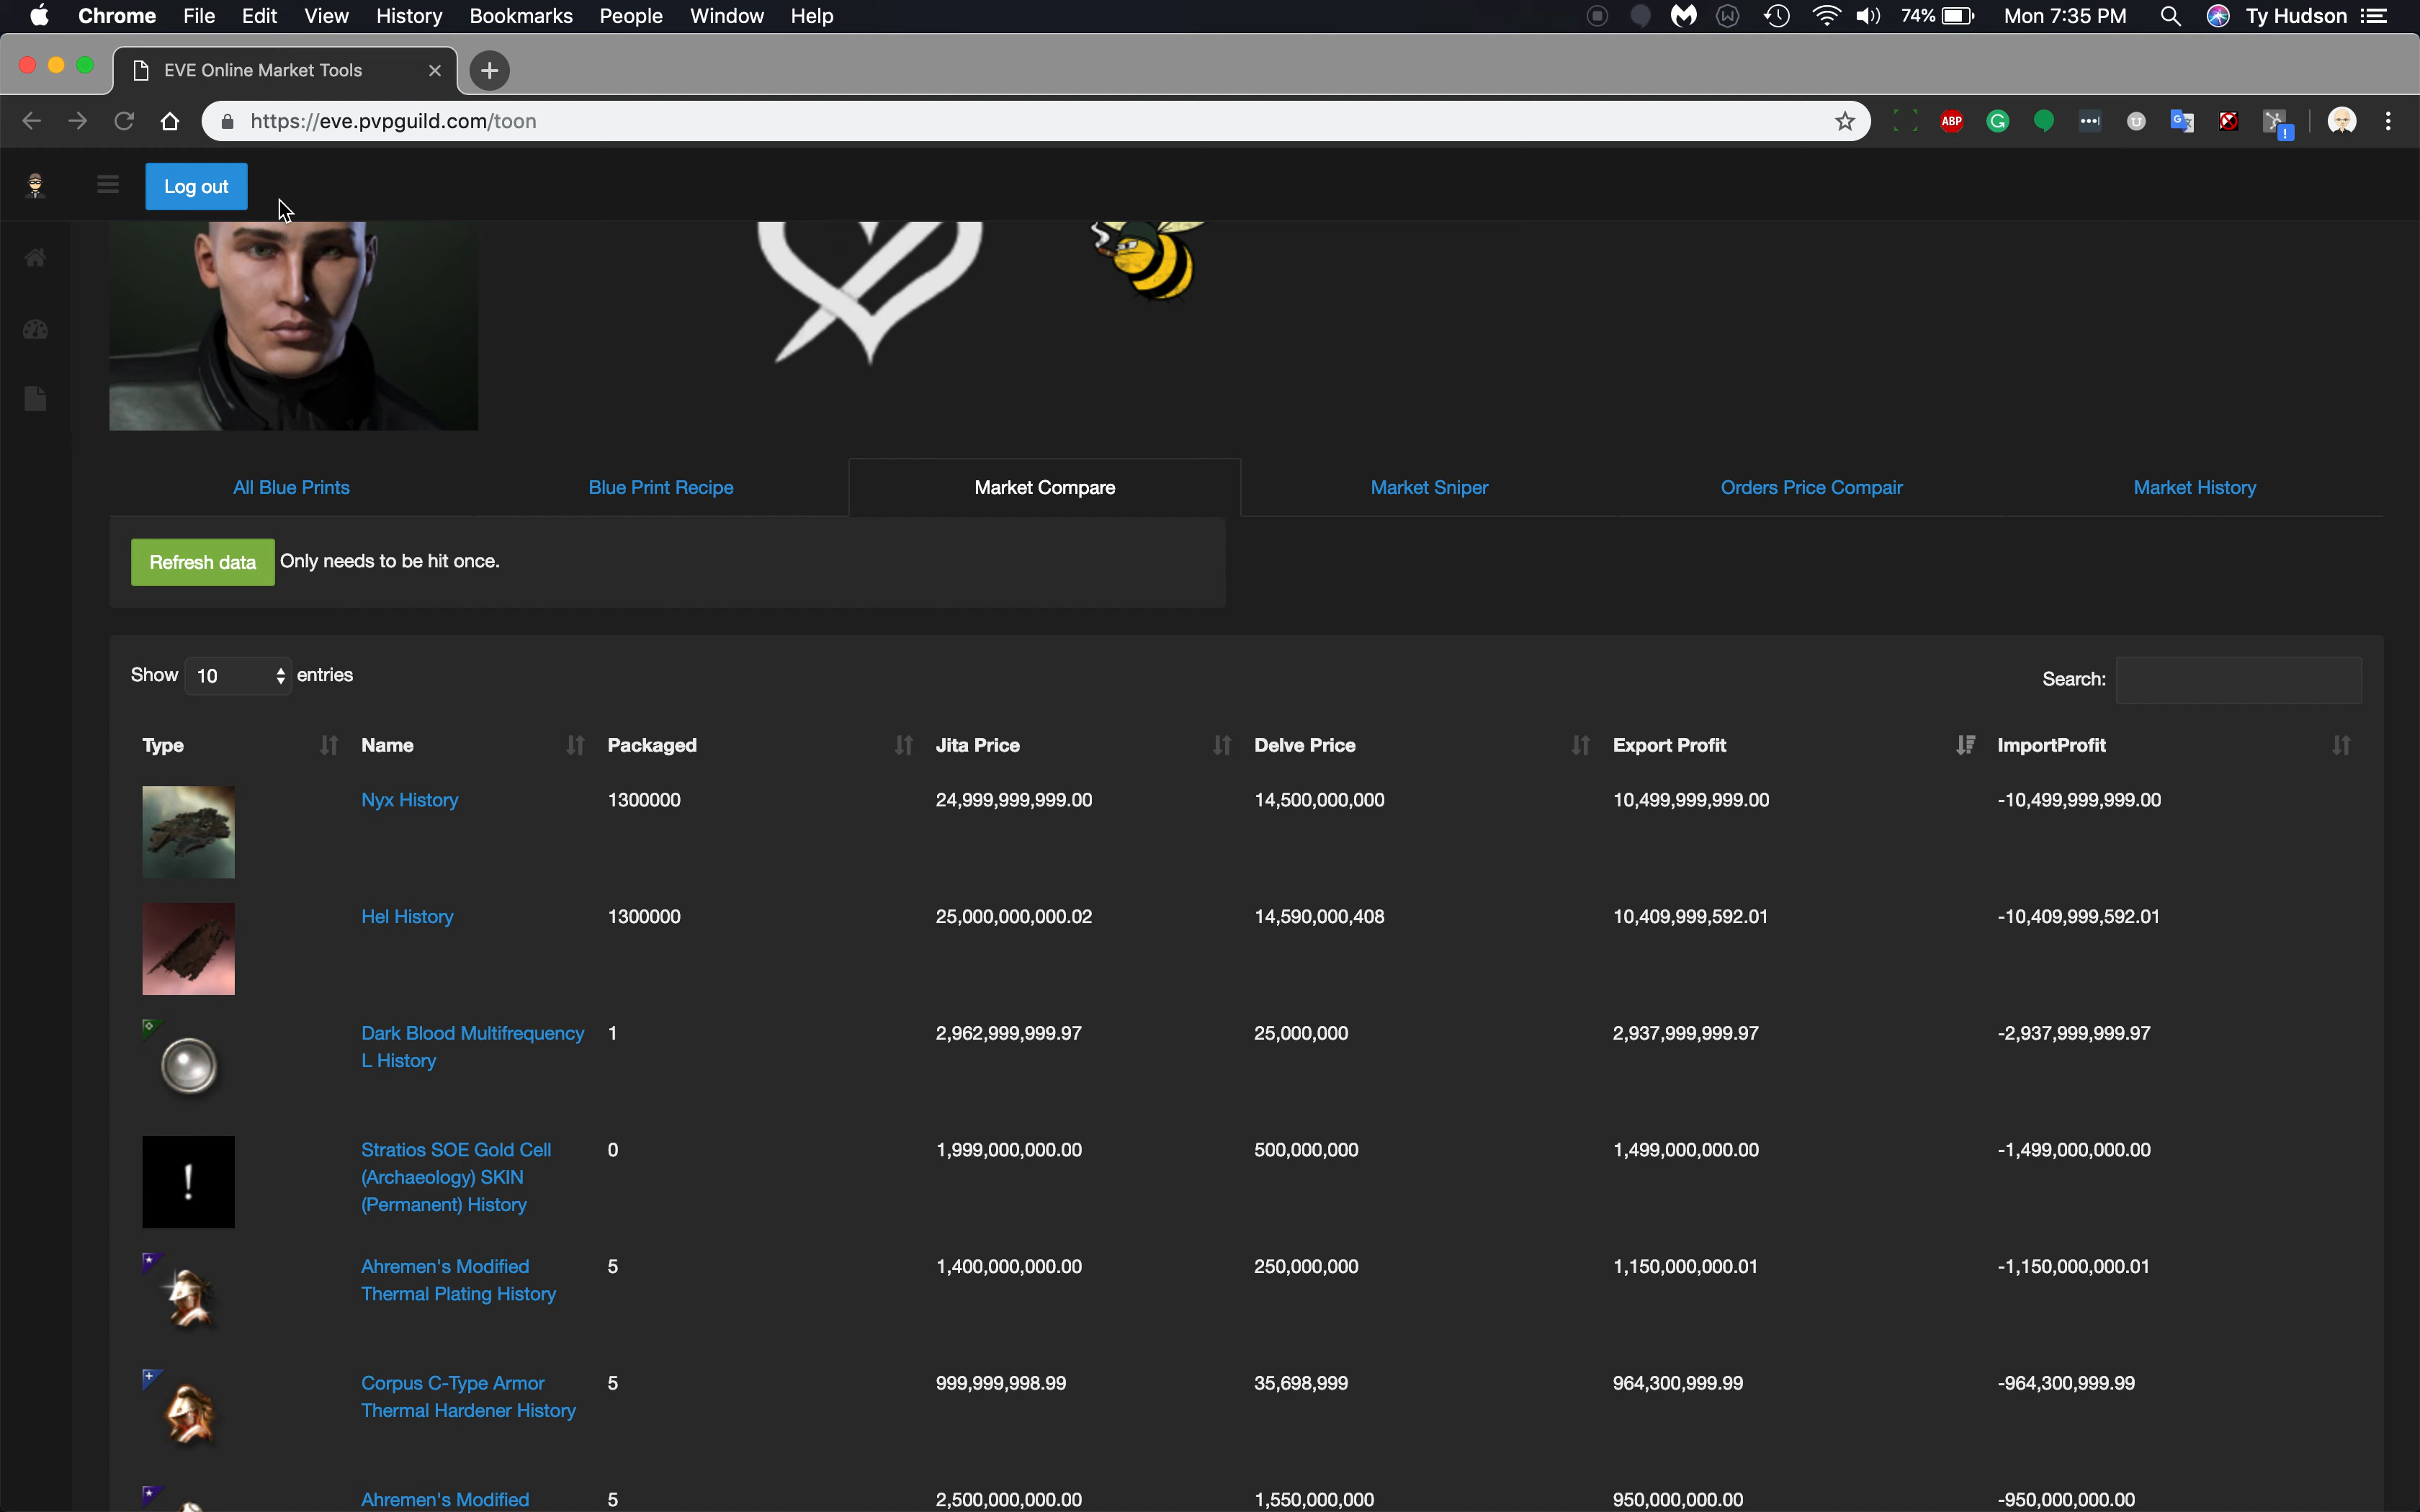 Chrome File Edit View History Bookmarks People Window Help 74% Mon 7:35 PM Ty Hudson
EVE Online Market Tools
https://eve.pvpguild.com/toon
ABP
Log out
All Blue Prints Blue Print Recipe Market Compare Market Sniper Orders Price Compair Market History
Refresh data Only needs to be hit once.
Show 10 entries Search:
Type Name Packaged Jita Price Delve Price Export Profit ImportProfit
Nyx History 1300000 24,999,999,999.00 14,500,000,000 10,499,999,999.00 -10,499,999,999.00
Hel History 1300000 25,000,000,000.02 14,590,000,408 10,409,999,592.01 -10,409,999,592.01
Dark Blood Multifrequency 1 2,962,999,999.97 25,000,000 2,937,999,999.97 -2,937,999,999.97
L History
Stratios SOE Gold Cell 0 1,999,000,000.00 500,000,000 1,499,000,000.00 -1,499,000,000.00
(Archaeology) SKIN
(Permanent) History
Ahremen's Modified 5 1,400,000,000.00 250,000,000 1,150,000,000.01 -1,150,000,000.01
Thermal Plating History
Corpus C-Type Armor 5 999,999,998.99 35,698,999 964,300,999.99 -964,300,999.99
Thermal Hardener History
Ahremen's Modified 5 2,500,000,000.00 1,550,000,000 950,000,000.00 -950,000,000.00